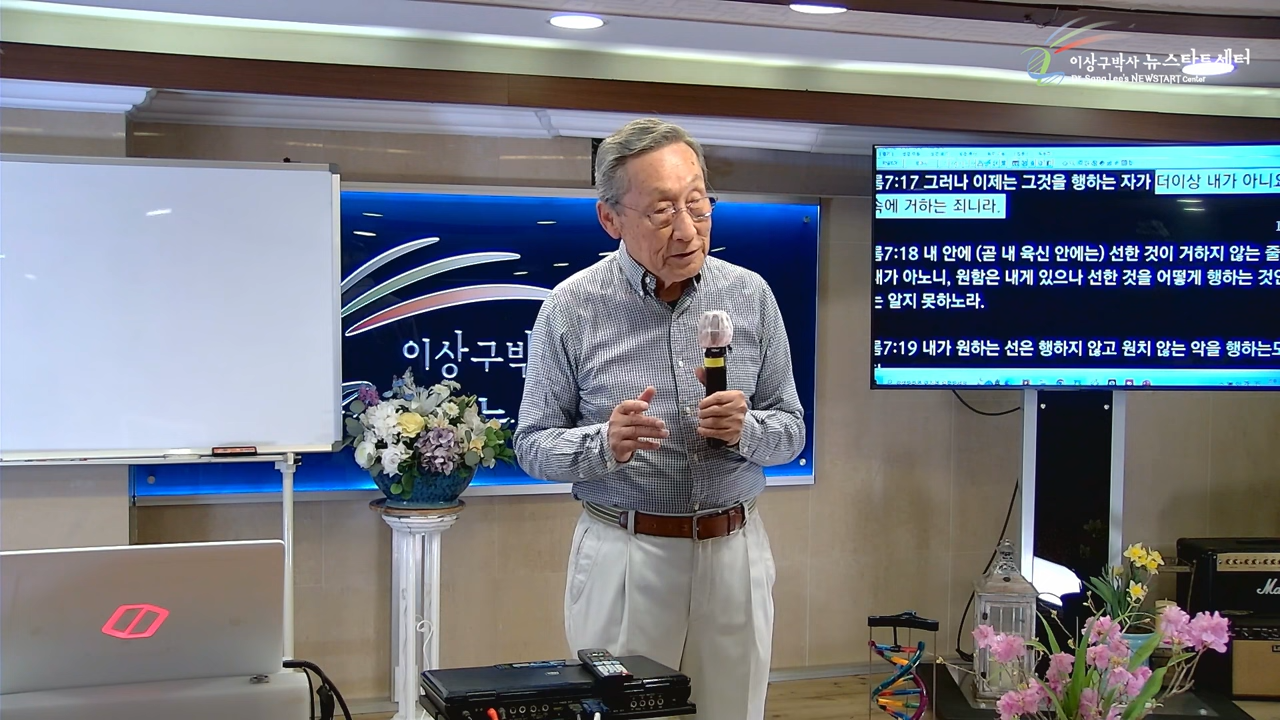 이상구박사 뉴스타트센터
Dr. Sang Lee's NEWSTART Center
롬7:17 그러나 이제는 그것을 행하는 자가 더이상 내가 아니요
속에 거하는 죄니라.
롬7:18 내 안에 (곧 내 육신 안에는) 선한 것이 거하지 않는 줄
내가 아노니, 원함은 내게 있으나 선한 것을 어떻게 행하는 것인
는 알지 못하노라.
롬7:19 내가 원하는 선은 행하지 않고 원치 않는 악을 행하는도
이상구박
뉴
Ma